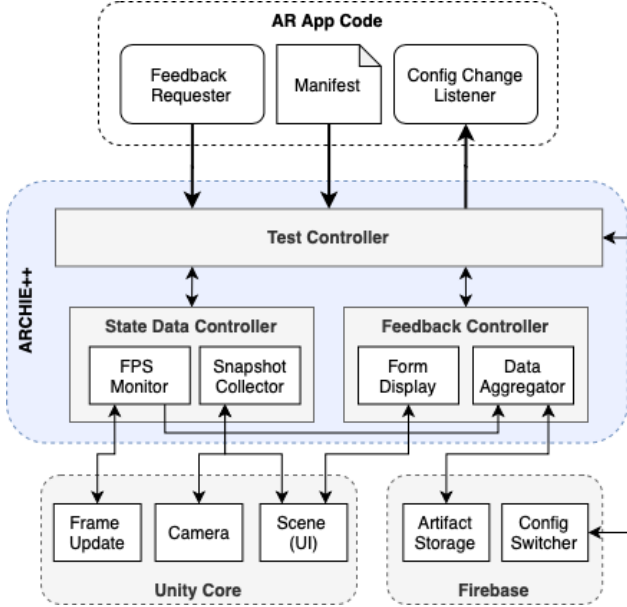 AR App Code
Feedback
Requester
Manifest
Config Change
Listener
ARCHIE++
Test Controller
State Data Controller
FPS
Monitor
Snapshot
Collector
Feedback Controller
Form
Display
Data
Aggregator
Frame
Update
Camera
Scene
(UI)
Unity Core
Artifact
Storage
Config
Switcher
Firebase